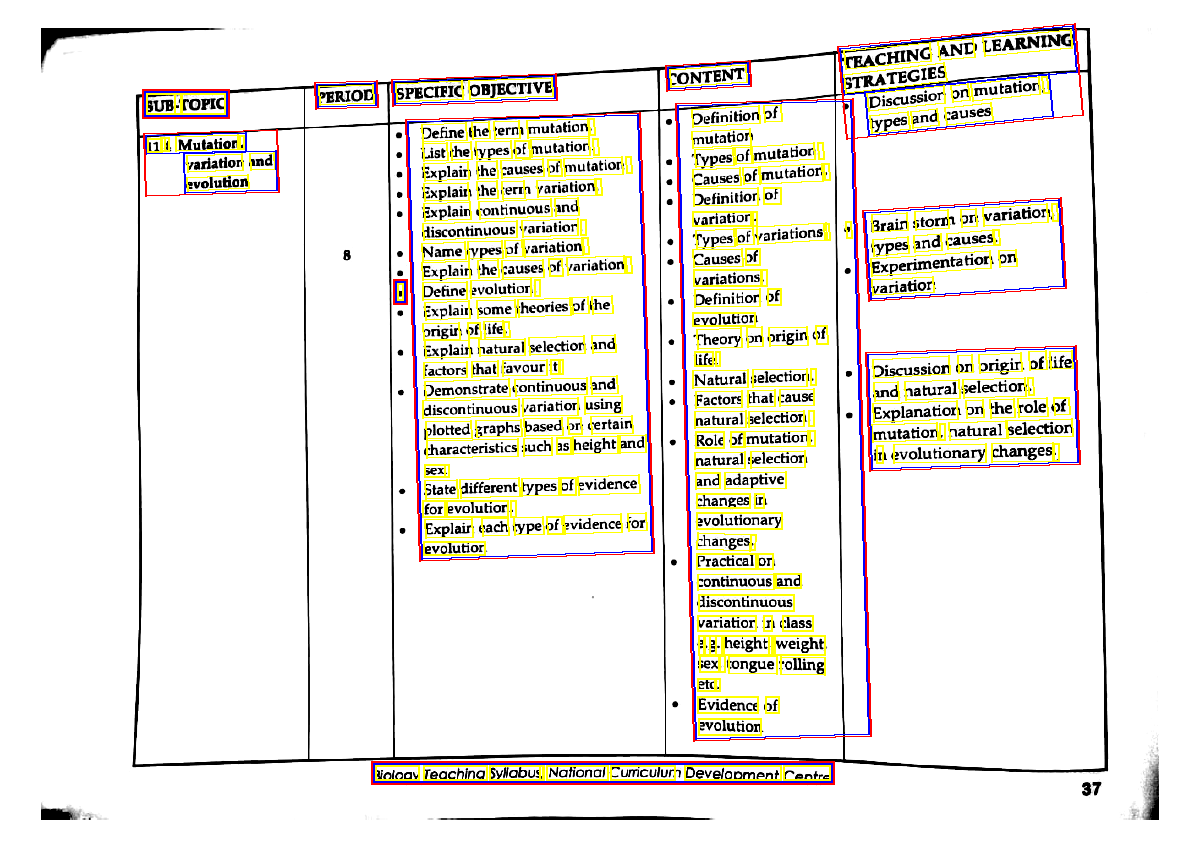 SUB-TOPIC
PERIOD
SPECIFIC OBJECTIVE
CONTENT
TEACHING AND LEARNING
STRATEGIES
11.1. Mutation,
variation and
evolution
8
• Define the term mutation.
• List the types of mutation.
• Explain the causes of mutation.
• Explain the term variation.
• Explain continuous and
discontinuous variation.
• Name types of variation.
• Explain the causes of variation.
• Define evolution.
• Explain some theories of the
origin of life.
• Explain natural selection and
factors that favour it.
• Demonstrate continuous and
discontinuous variation using
plotted graphs based on certain
characteristics such as height and
sex.
• State different types of evidence
for evolution.
• Explain each type of evidence for
evolution.
• Definition of
mutation
• Types of mutation.
• Causes of mutation.
• Definition of
variation.
• Types of variations.
• Causes of
variations.
• Definition of
evolution
• Theory on origin of
life.
• Natural selection.
• Factors that cause
natural selection.
• Role of mutation,
natural selection
and adaptive
changes in
evolutionary
changes.
• Practical on
continuous and
discontinuous
variation in class
e.g. height, weight,
sex, tongue rolling
etc.
• Evidence of
evolution.
• Discussion on mutation,
types and causes
• Brain storm on variation,
types and causes.
• Experimentation on
variation
• Discussion on origin of life
and natural selection.
• Explanation on the role of
mutation, natural selection
in evolutionary changes.
Biology Teaching Syllabus, National Curriculum Development Centre
37